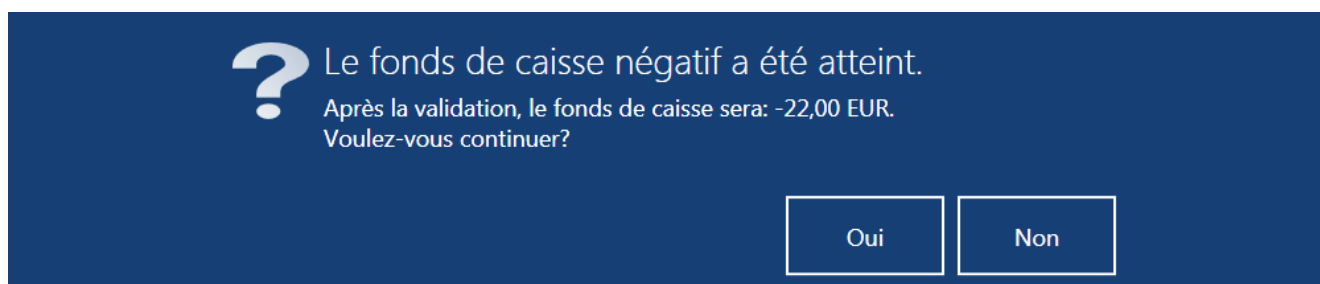 Le fonds de caisse négatif a été atteint.
Après la validation, le fonds de caisse sera: -22,00 EUR.
Voulez-vous continuer?
Oui
Non